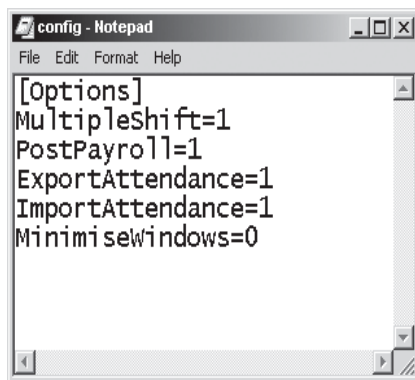 config - Notepad
File Edit Format Help
[Options]
MultipleShift=1
PostPayroll=1
ExportAttendance=1
ImportAttendance=1
MinimiseWindows=0